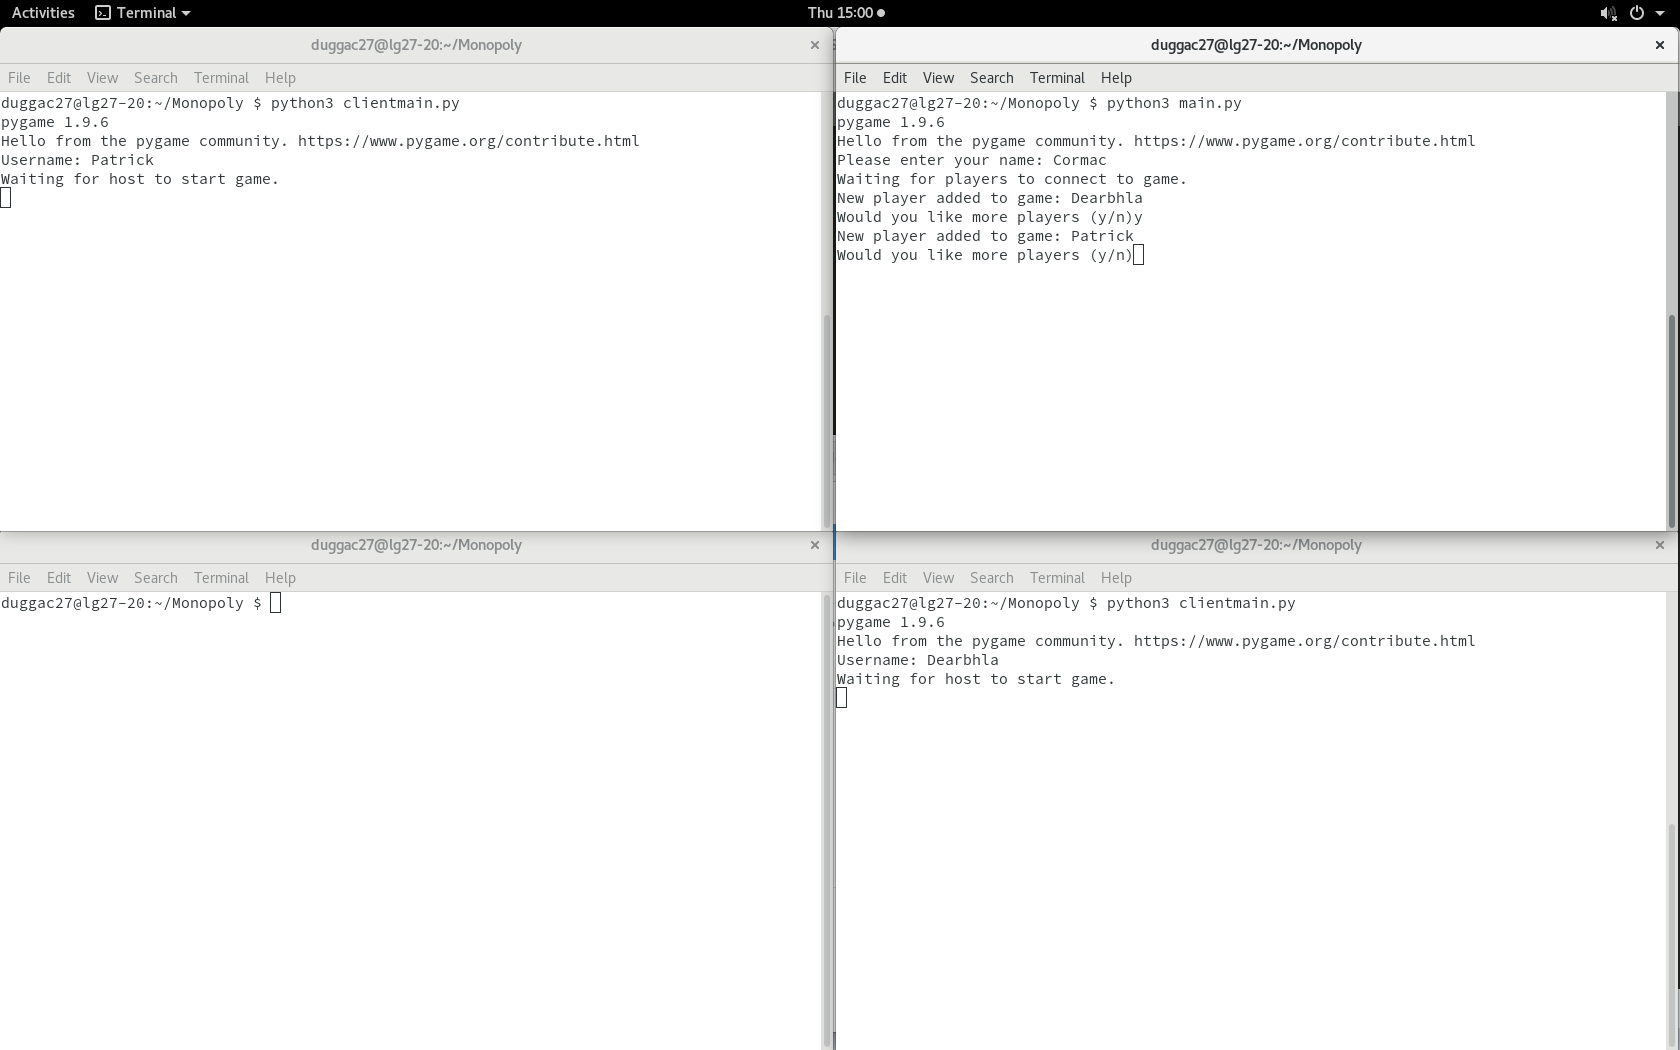 Activities Terminal Thu 15:00
duggac27@lg27-20:~/Monopoly ×
File Edit View Search Terminal Help
duggac27@lg27-20:~/Monopoly $ python3 clientmain.py
pygame 1.9.6
Hello from the pygame community. https://www.pygame.org/contribute.html
Username: Patrick
Waiting for host to start game.
duggac27@lg27-20:~/Monopoly ×
File Edit View Search Terminal Help
duggac27@lg27-20:~/Monopoly $ python3 main.py
pygame 1.9.6
Hello from the pygame community. https://www.pygame.org/contribute.html
Please enter your name: Cormac
Waiting for players to connect to game.
New player added to game: Dearbhla
Would you like more players (y/n)y
New player added to game: Patrick
Would you like more players (y/n)
duggac27@lg27-20:~/Monopoly ×
File Edit View Search Terminal Help
duggac27@lg27-20:~/Monopoly $
duggac27@lg27-20:~/Monopoly ×
File Edit View Search Terminal Help
duggac27@lg27-20:~/Monopoly $ python3 clientmain.py
pygame 1.9.6
Hello from the pygame community. https://www.pygame.org/contribute.html
Username: Dearbhla
Waiting for host to start game.